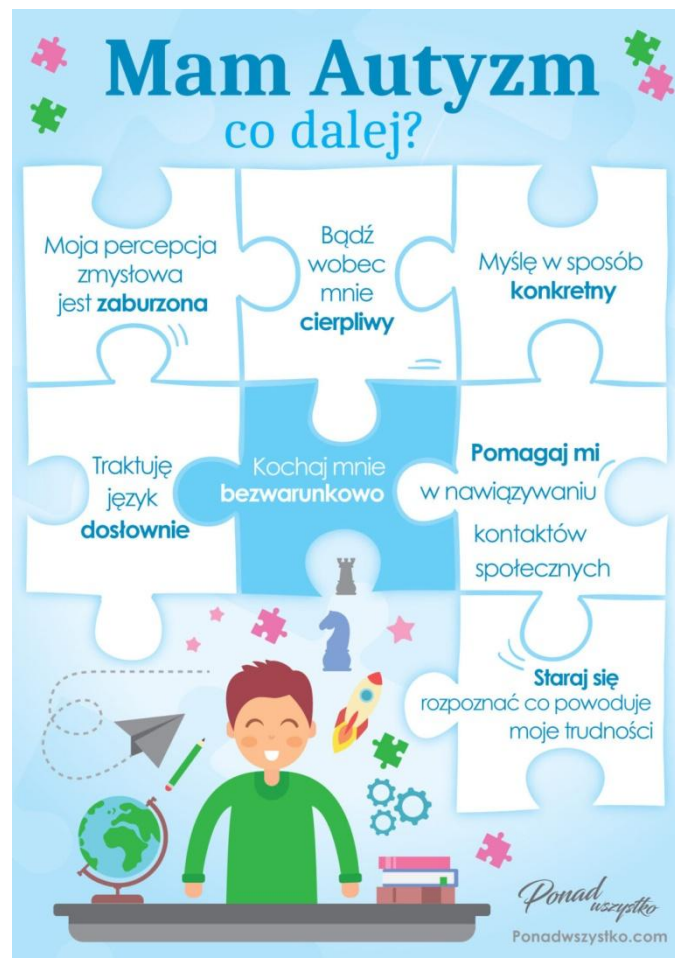 Mam Autyzm
co dalej?
Moja percepcja
zmysłowa
jest zaburzona
Bądź
wobec
mnie
cierpliwy
Myślę w sposób
konkretny
Traktuję
język
dosłownie
Kochaj mnie
bezwarunkowo
Pomagaj mi
w nawiązywaniu
kontaktów
społecznych
Staraj się
rozpoznać co powoduje
moje trudności
Ponad
wszystko
Ponadwszystko.com